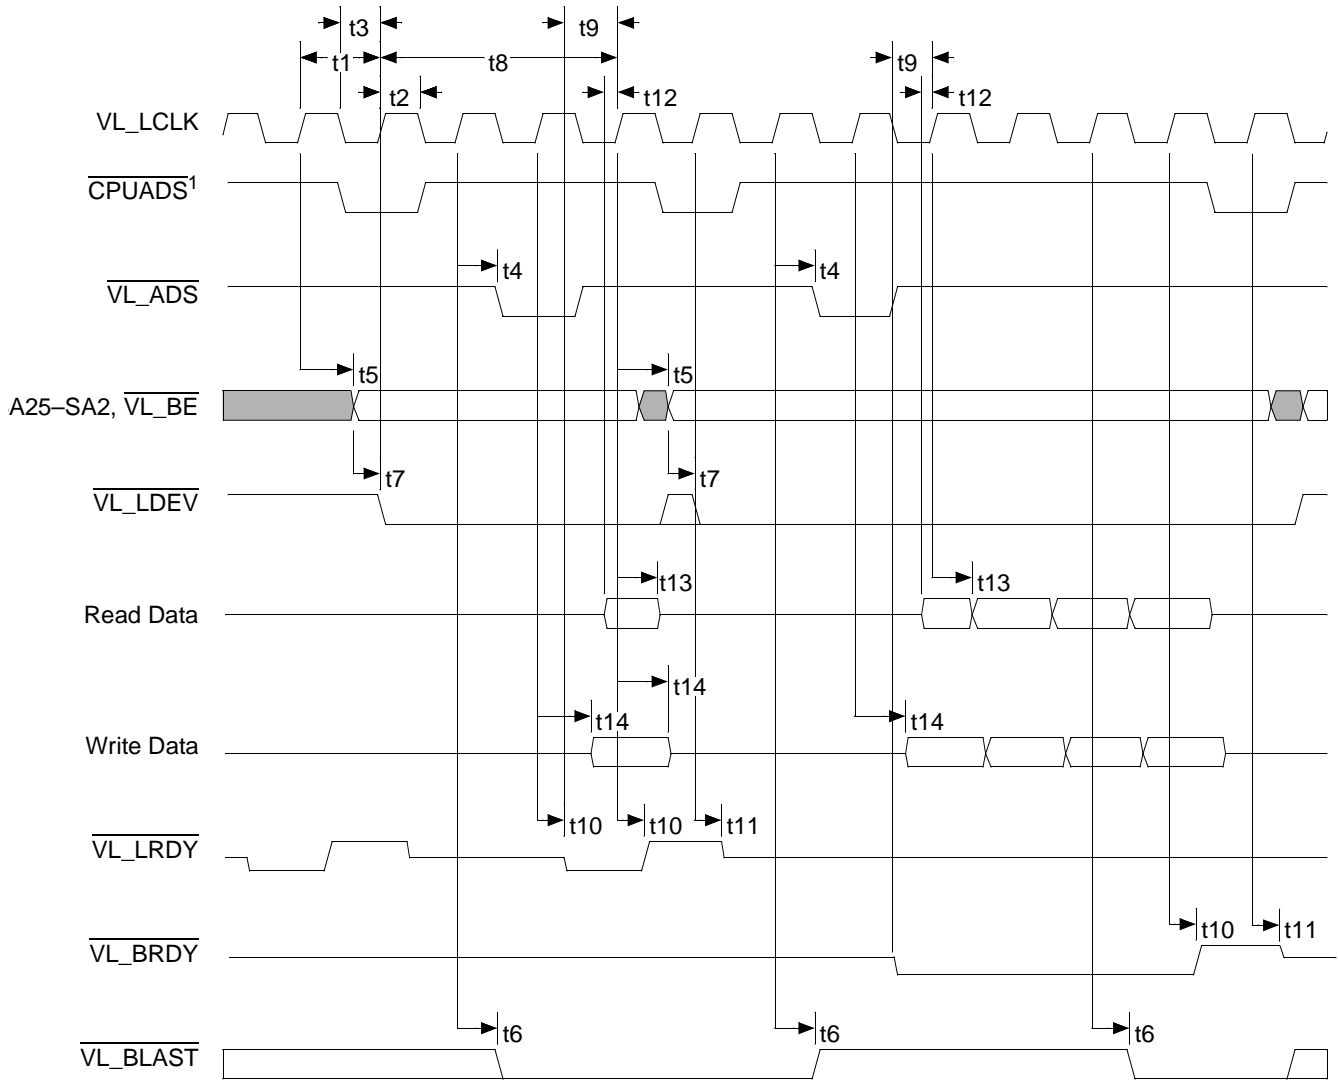 t3
t9
t1
t8
t9
t2
t12
t12
VL_LCLK
CPUADS1
t4
t4
VL_ADS
t5
t5
A25–SA2, VL_BE
t7
t7
VL_LDEV
t13
t13
Read Data
t14
t14
t14
Write Data
t10
t10
t11
VL_LRDY
t10
t11
VL_BRDY
t6
t6
t6
VL_BLAST